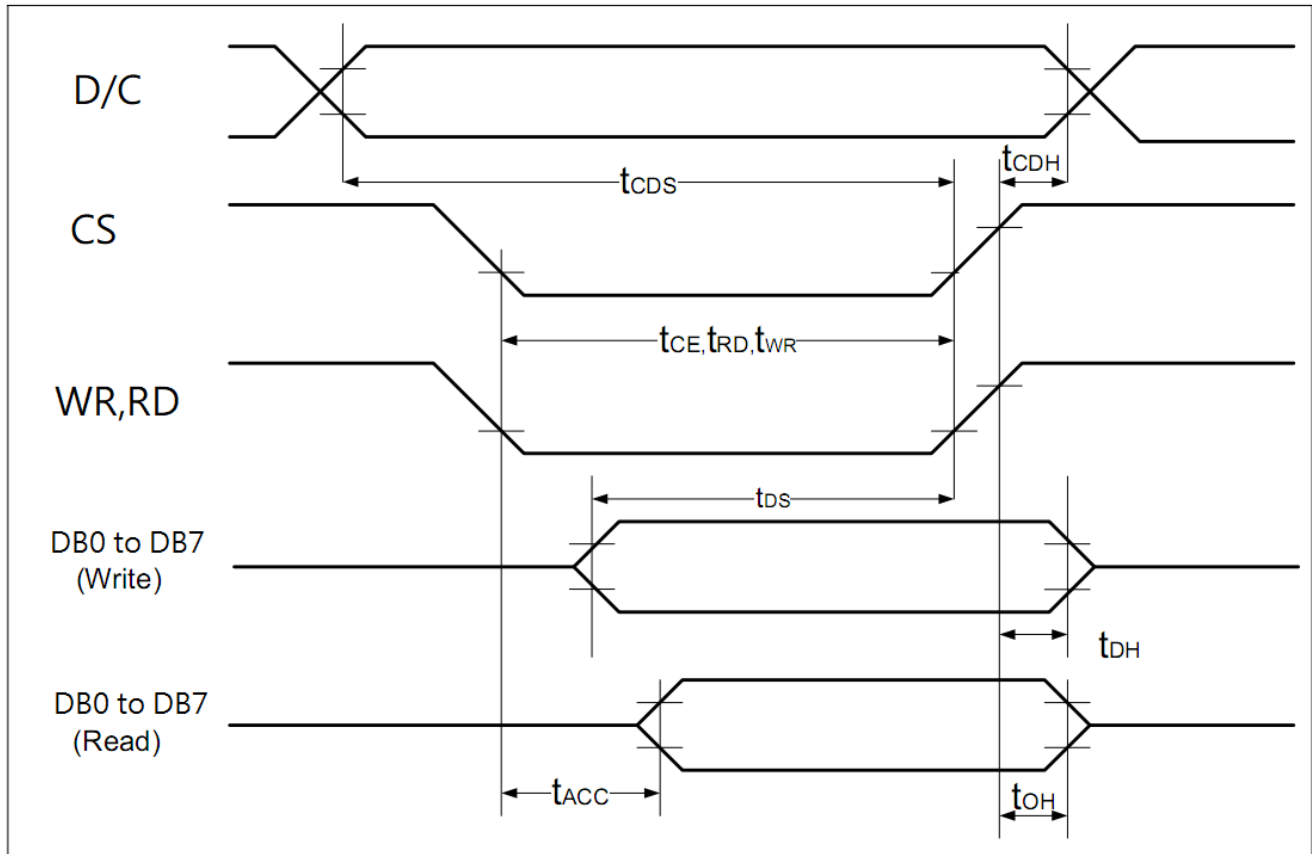 D/C
tCDH
tCDS
CS
tCE,tRD,tWR
WR,RD
tDS
DB0 to DB7
(Write)
tDH
DB0 to DB7
(Read)
tACC
tOH